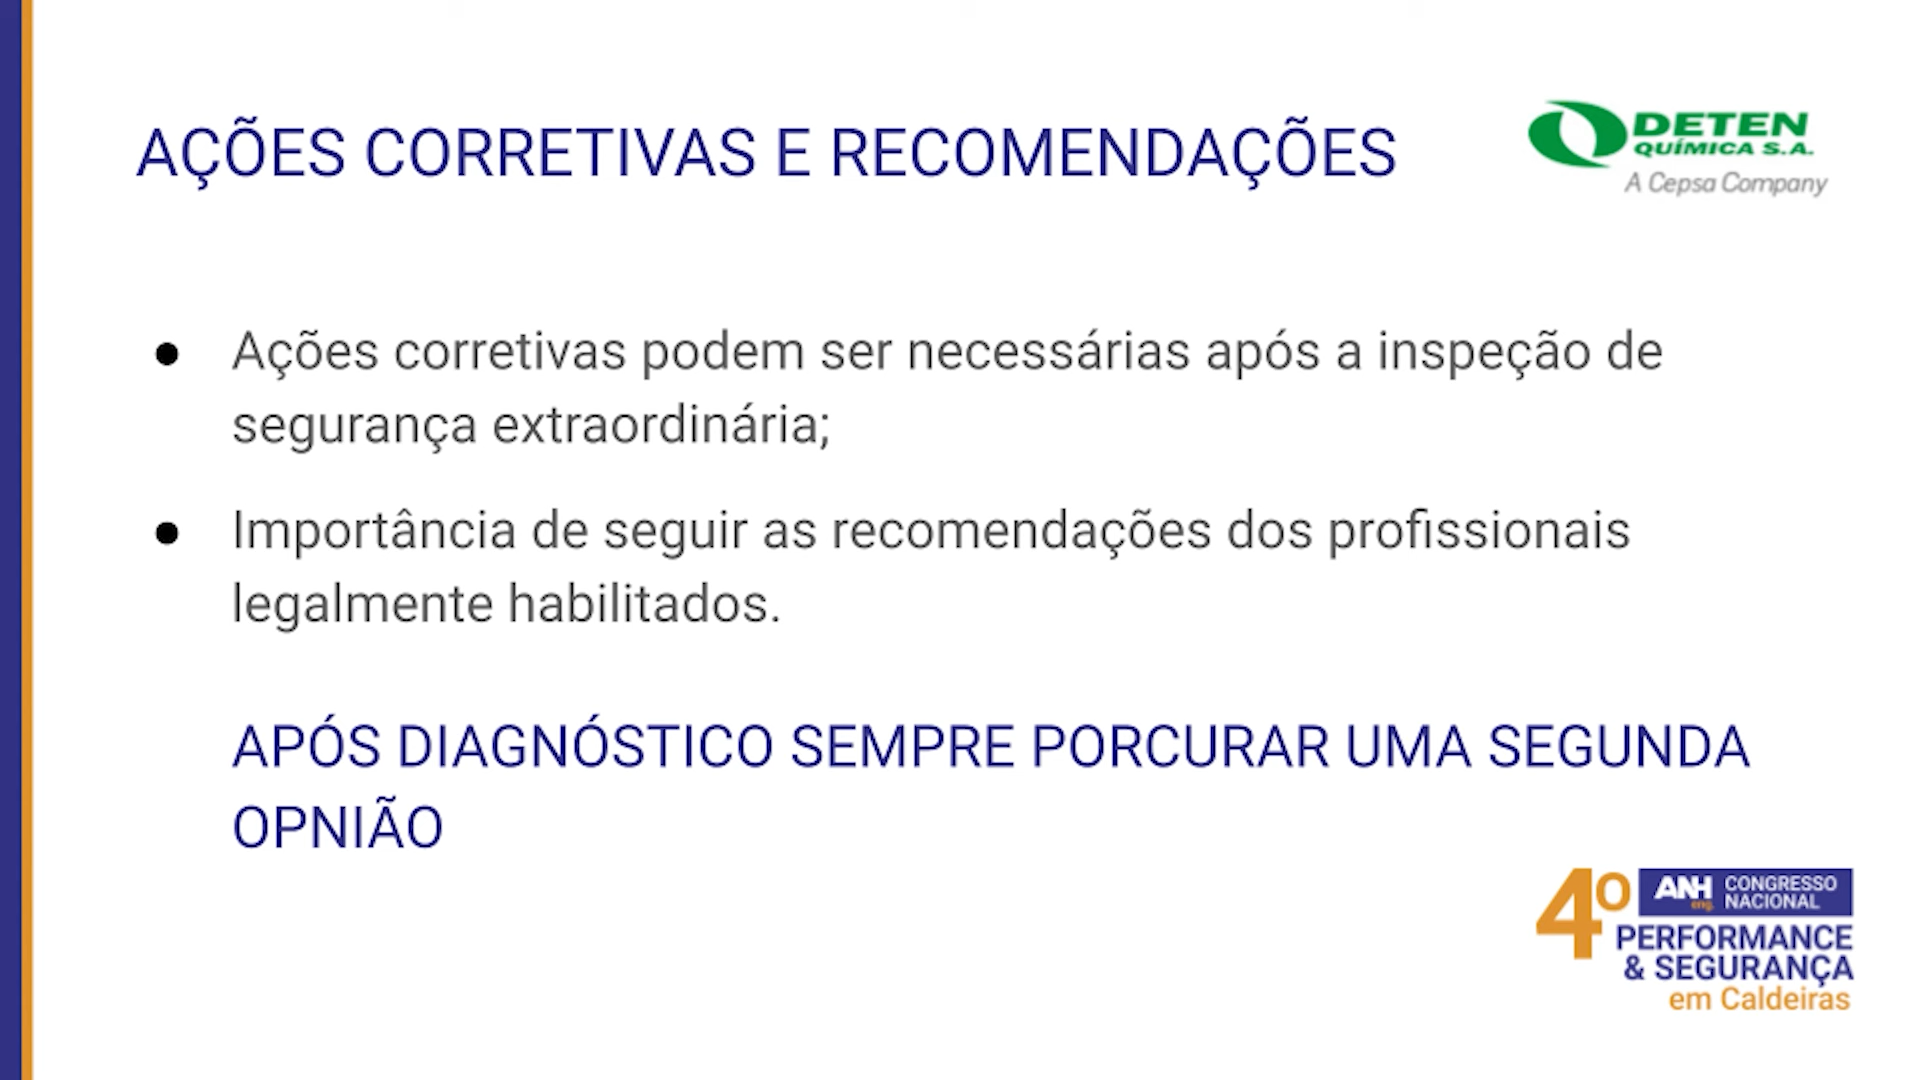 AÇÕES CORRETIVAS E RECOMENDAÇÕES
DETEN
QUÍMICA S.A.
A Cepsa Company
● Ações corretivas podem ser necessárias após a inspeção de
segurança extraordinária;
● Importância de seguir as recomendações dos profissionais
legalmente habilitados.
APÓS DIAGNÓSTICO SEMPRE PORCURAR UMA SEGUNDA
OPNIÃO
4º ANH eng. CONGRESSO
NACIONAL
PERFORMANCE
& SEGURANÇA
em Caldeiras